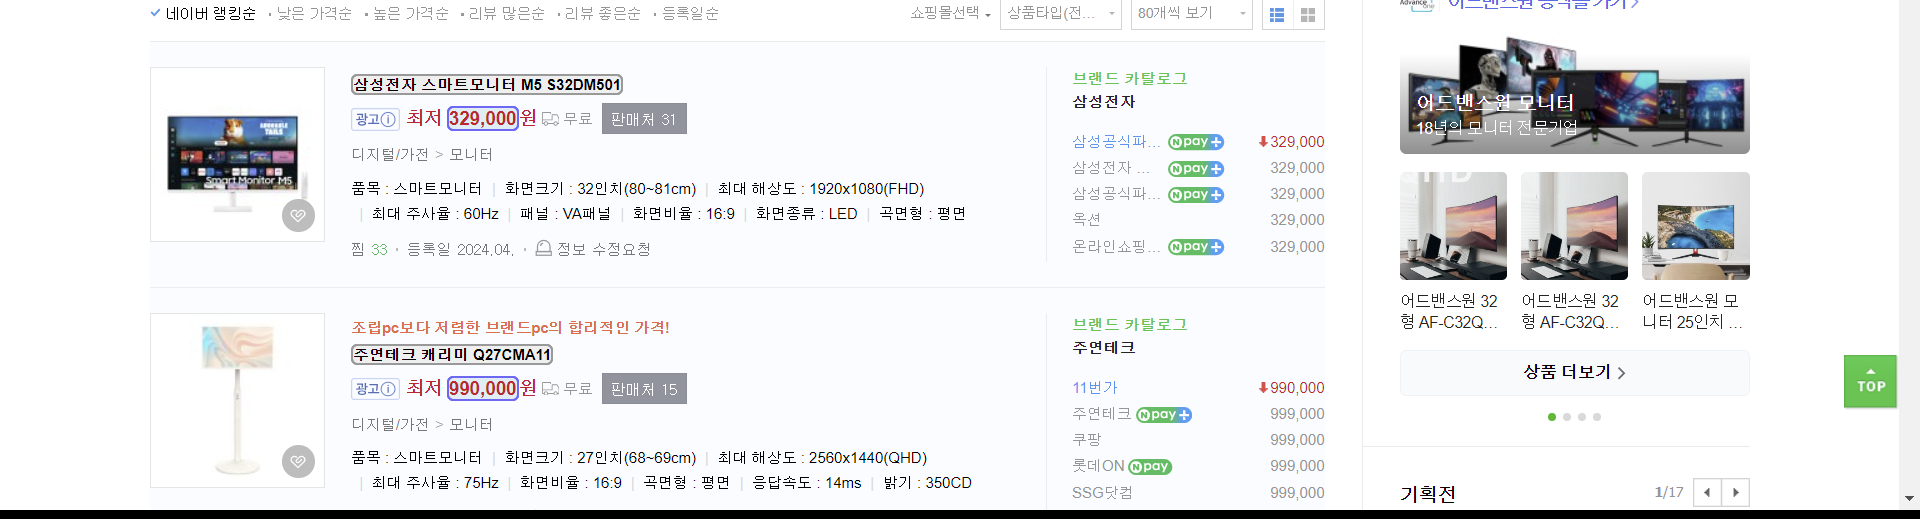 네이버 랭킹순 · 낮은 가격순 · 높은 가격순 · 리뷰 많은순 · 리뷰 좋은순 · 등록일순
쇼핑몰선택
상품타입(전...
80개씩 보기
삼성전자 스마트모니터 M5 S32DM501
광고 최저 329,000원 무료 판매처 31
디지털/가전 > 모니터
품목 : 스마트모니터 | 화면크기 : 32인치(80~81cm) | 최대 해상도 : 1920x1080(FHD)
| 최대 주사율 : 60Hz | 패널 : VA패널 | 화면비율 : 16:9 | 화면종류 : LED | 곡면형 : 평면
찜 33 · 등록일 2024.04. · 정보 수정요청
Smart Monitor M5
브랜드 카탈로그
삼성전자
삼성공식파... Npay+ 329,000
삼성전자 ... Npay+ 329,000
삼성공식파... Npay+ 329,000
옥션 329,000
온라인쇼핑... Npay+ 329,000
조립pc보다 저렴한 브랜드pc의 합리적인 가격!
주연테크 캐리미 Q27CMA11
광고 최저 990,000원 무료 판매처 15
디지털/가전 > 모니터
품목 : 스마트모니터 | 화면크기 : 27인치(68~69cm) | 최대 해상도 : 2560x1440(QHD)
| 최대 주사율 : 75Hz | 화면비율 : 16:9 | 곡면형 : 평면 | 응답속도 : 14ms | 밝기 : 350CD
브랜드 카탈로그
주연테크
11번가 990,000
주연테크 Npay+ 999,000
쿠팡 999,000
롯데ON Npay 999,000
SSG닷컴 999,000
어드밴스원 모니터
18년의 모니터 전문기업
어드밴스원 32
형 AF-C32Q...
어드밴스원 32
형 AF-C32Q...
어드밴스원 모
니터 25인치 ...
상품 더보기
TOP
기획전
1/17